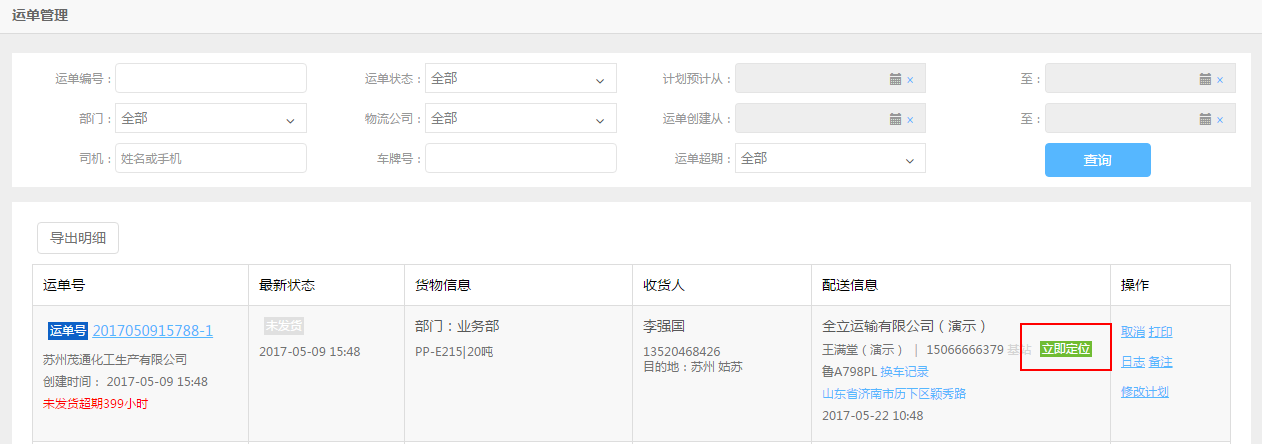 运单管理
运单编号： 运单状态： 全部 计划预计从： × 至： ×
部门： 全部 物流公司： 全部 运单创建从： × 至： ×
司机： 姓名或手机 车牌号： 运单超期： 全部 查询
导出明细
运单号 最新状态 货物信息 收货人 配送信息 操作
运单号 2017050915788-1
苏州茂通化工生产有限公司
创建时间： 2017-05-09 15:48
未发货超期399小时
未发货
2017-05-09 15:48
部门：业务部
PP-E215|20吨
李强国
13520468426
目的地：苏州 姑苏
全立运输有限公司（演示）
王满堂（演示） | 15066666379 基站 立即定位
鲁A798PL 换车记录
山东省济南市历下区颖秀路
2017-05-22 10:48
取消 打印
日志 备注
修改计划